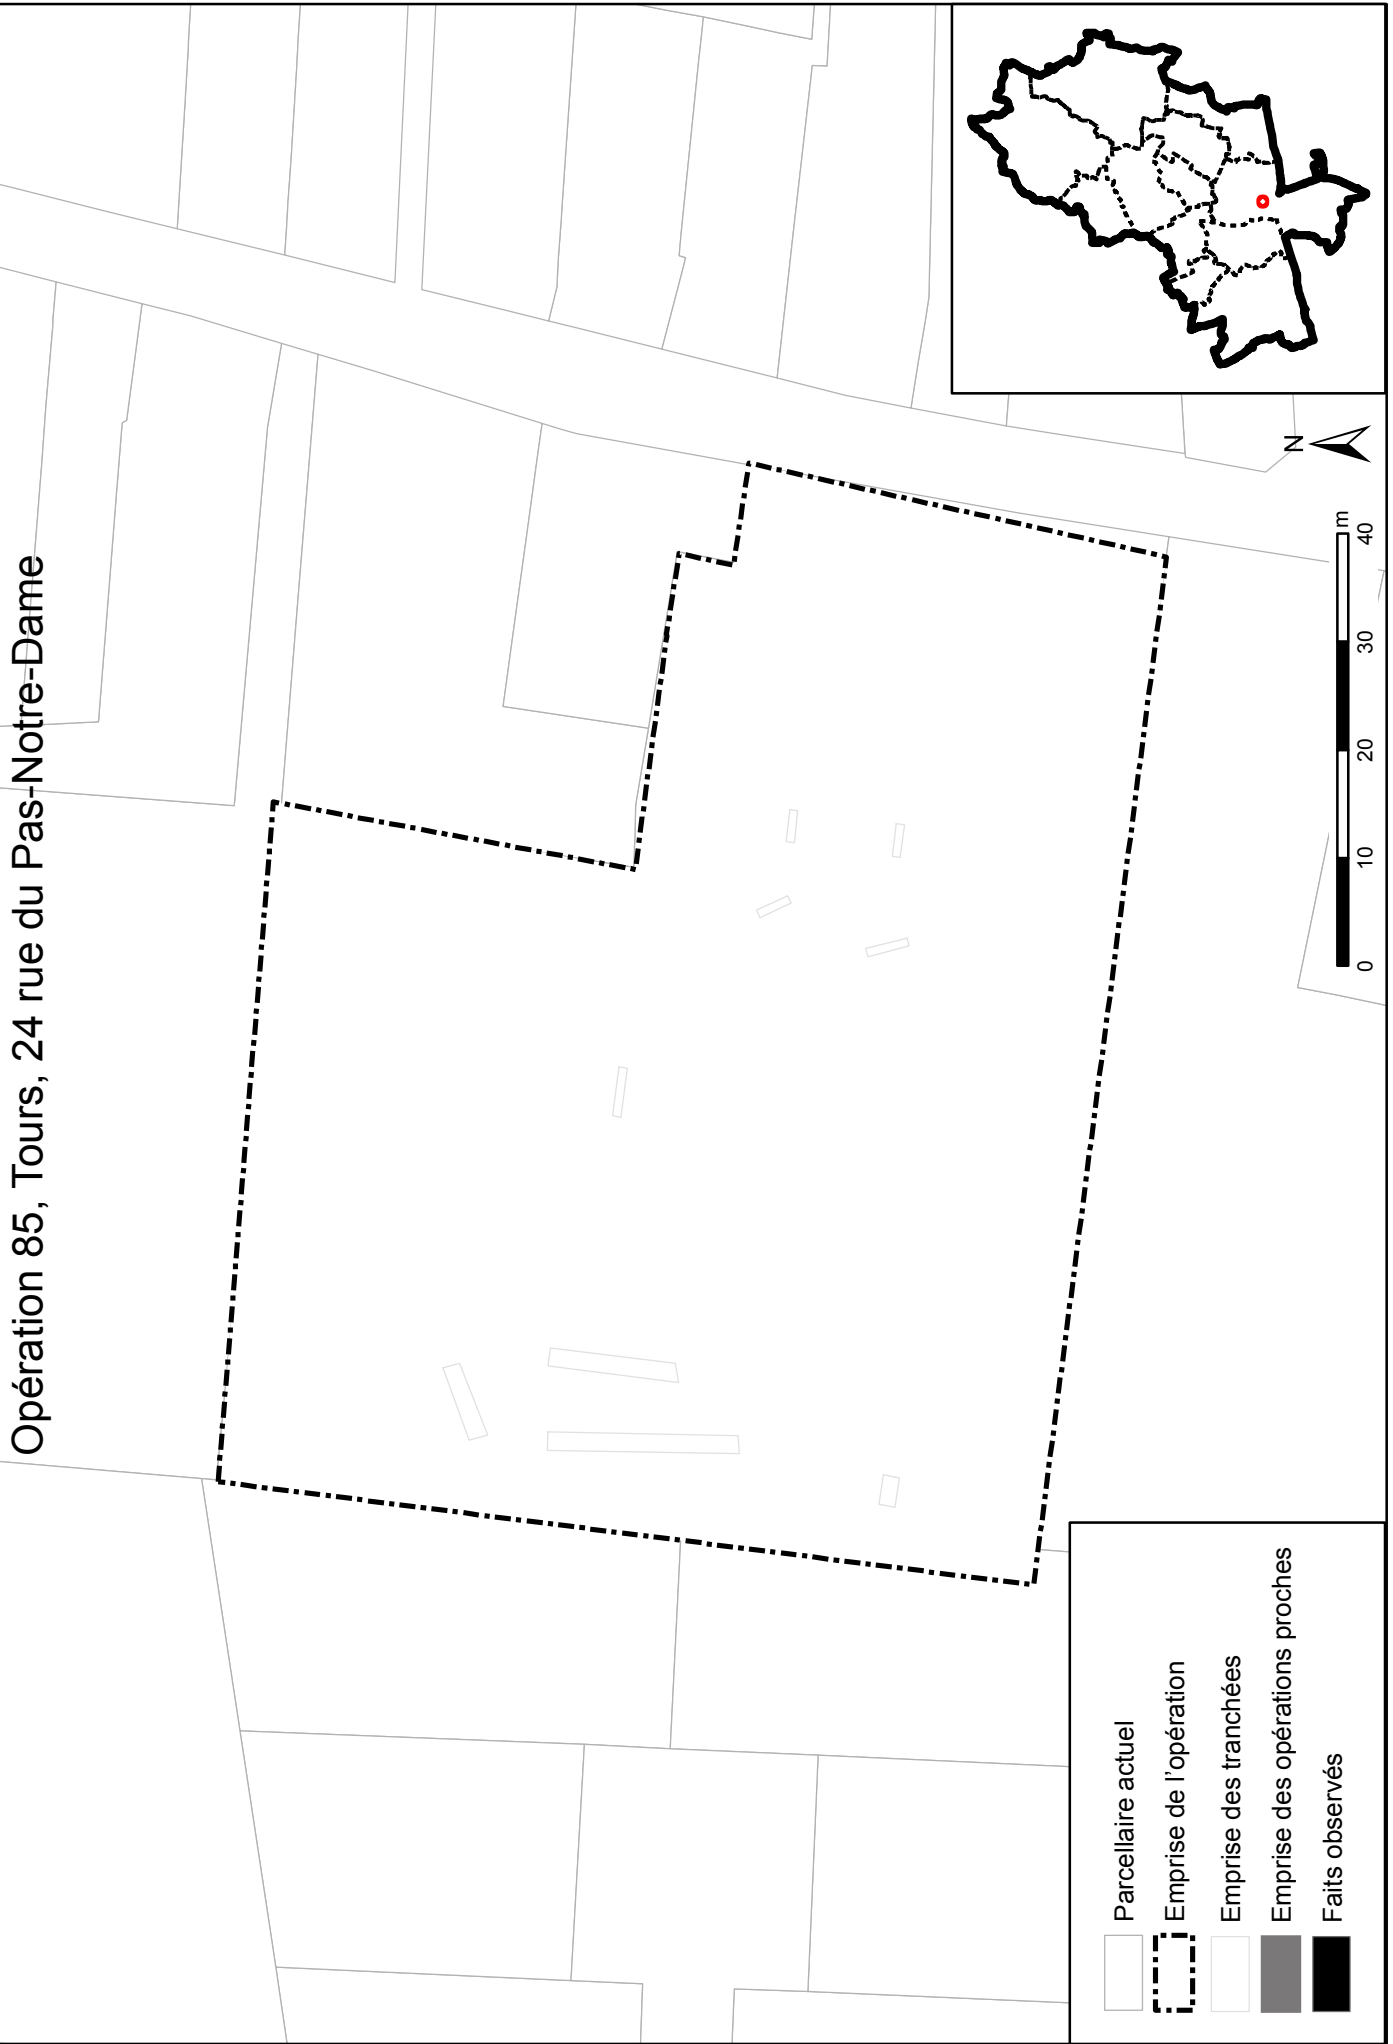 Opération 85, Tours, 24 rue du Pas-Notre-Dame
N
0 10 20 30 40 m
Parcellaire actuel
Emprise de l'opération
Emprise des tranchées
Emprise des opérations proches
Faits observés